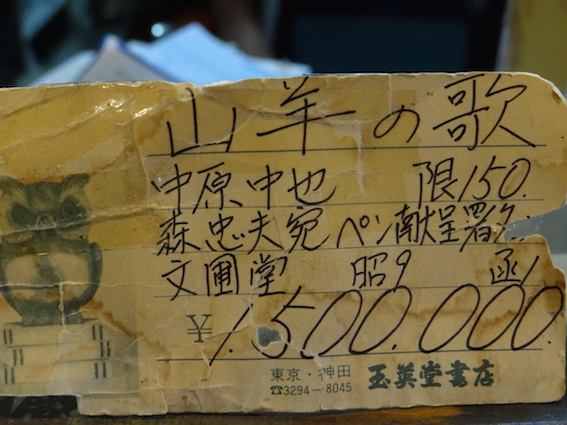 山羊の歌
中原中也 限150.
森忠夫宛ペン献呈署
文圃堂 昭9 函
¥1.500.000.
東京・神田 玉英堂書店
☎3294-8045